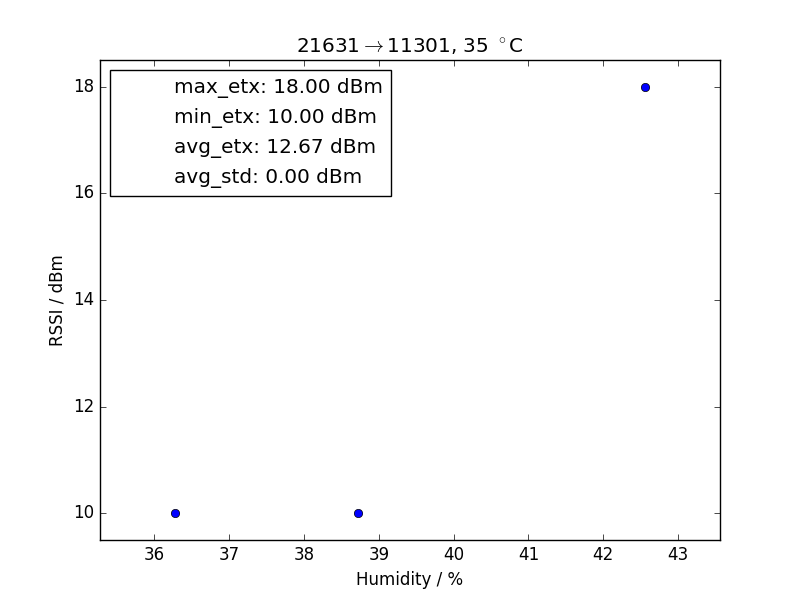 21631→11301, 35 °C
max_etx: 18.00 dBm
min_etx: 10.00 dBm
avg_etx: 12.67 dBm
avg_std: 0.00 dBm
RSSI / dBm
18
16
14
12
10
36 37 38 39 40 41 42 43
Humidity / %